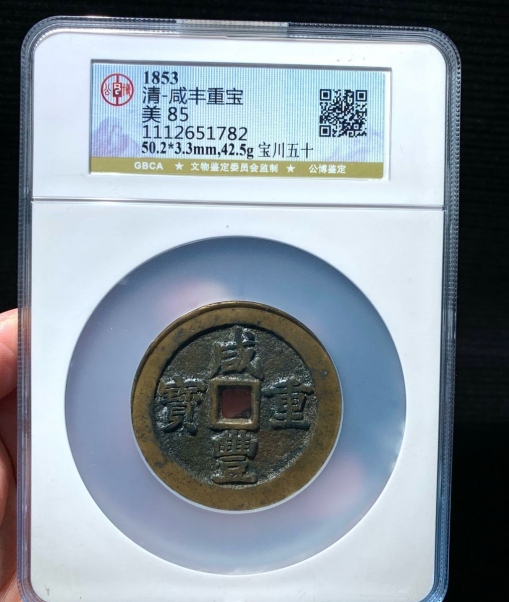 1853
清-咸丰重宝
美 85
1112651782
50.2*3.3mm,42.5g 宝川五十
GBCA ★ 文物鉴定委员会监制 ★ 公博鉴定
咸
寶 重
豐